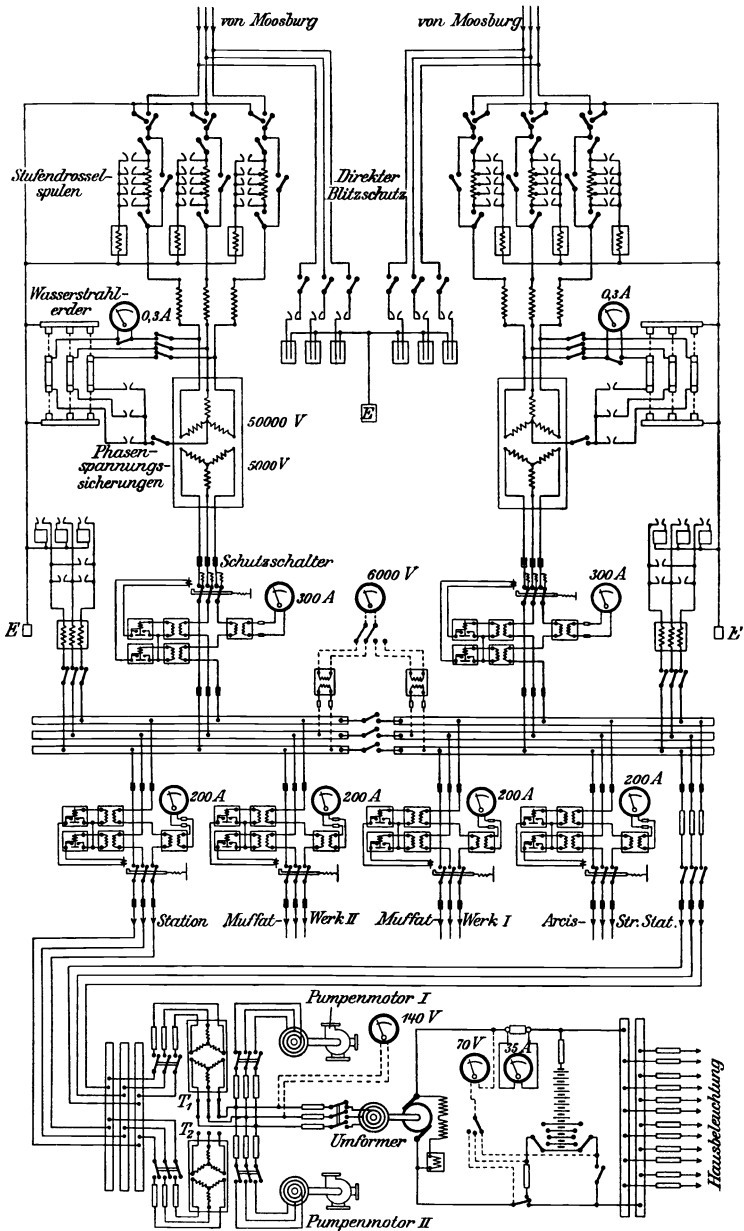 von Moosburg
von Moosburg
Stufendrossel-
spulen
Direkter
Blitzschutz
Wasserstrahl-
erder
0,3 A
0,3 A
E
50000 V
5000 V
Phasen-
spannungs-
sicherungen
Schutzschalter
300 A
6000 V
300 A
E
E'
200 A
200 A
200 A
200 A
Station
Muffat-Werk II
Muffat-Werk I
Arcis-Str. Stat.
Pumpenmotor I
140 V
70 V
35 A
T1
T2
Umformer
Hausbeleuchtung
Pumpenmotor II